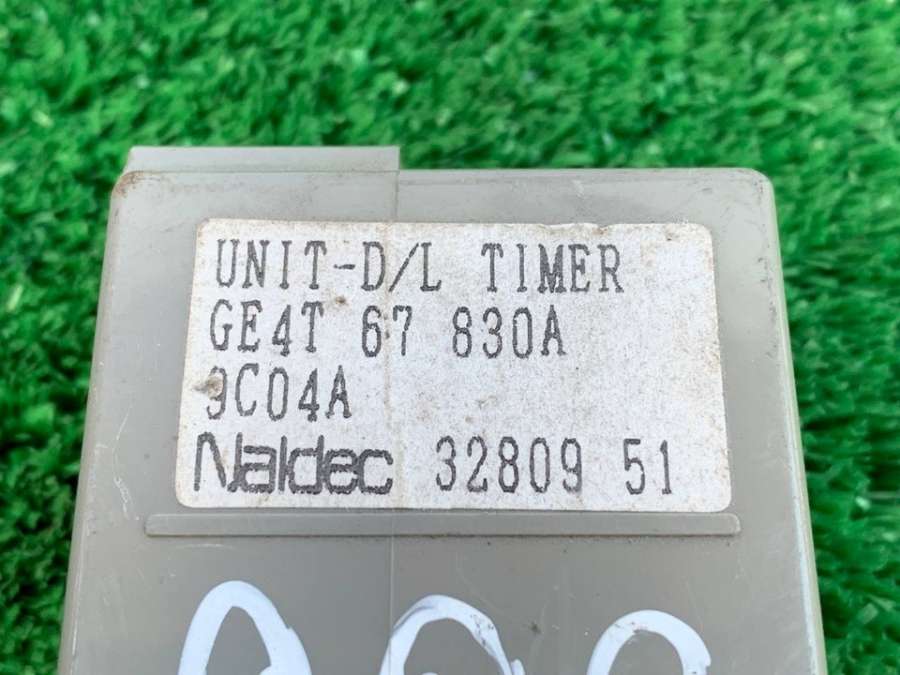 UNIT-D/L TIMER
GE4T 67 830A
9C04A
Naldec 32809 51